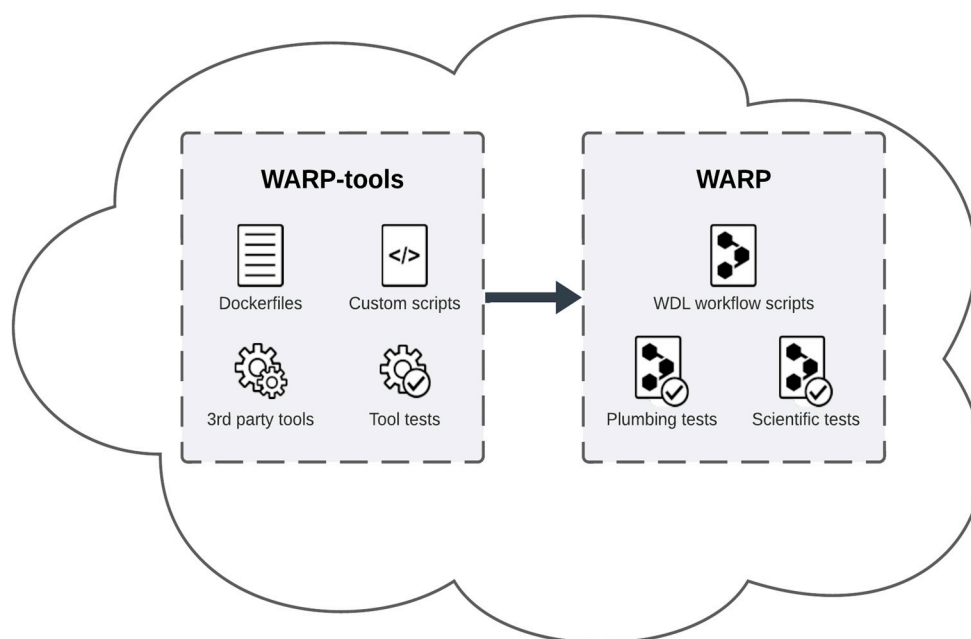 WARP-tools
Dockerfiles
Custom scripts
</>
3rd party tools
Tool tests
WARP
WDL workflow scripts
Plumbing tests
Scientific tests